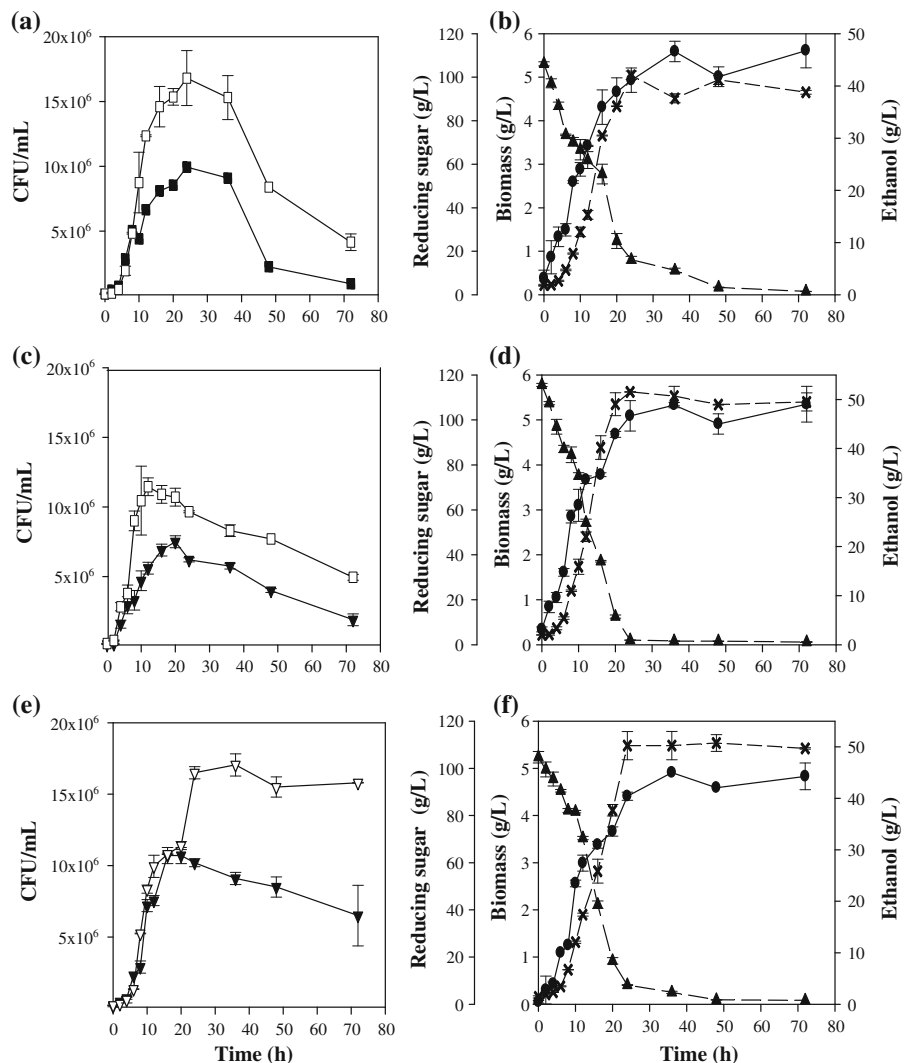 (a)
CFU/mL
20x10⁶
15x10⁶
10x10⁶
5x10⁶
0 10 20 30 40 50 60 70 80
(b)
Reducing sugar (g/L)
120
100
80
60
40
20
0
Biomass (g/L)
6
5
4
3
2
1
0
Ethanol (g/L)
50
40
30
20
10
0
0 10 20 30 40 50 60 70 80
(c)
CFU/mL
20x10⁶
15x10⁶
10x10⁶
5x10⁶
0 10 20 30 40 50 60 70 80
(d)
Reducing sugar (g/L)
120
100
80
60
40
20
0
Biomass (g/L)
6
5
4
3
2
1
0
Ethanol (g/L)
50
40
30
20
10
0
0 10 20 30 40 50 60 70 80
(e)
CFU/mL
20x10⁶
15x10⁶
10x10⁶
5x10⁶
0 10 20 30 40 50 60 70 80
Time (h)
(f)
Reducing sugar (g/L)
120
100
80
60
40
20
0
Biomass (g/L)
6
5
4
3
2
1
0
Ethanol (g/L)
50
40
30
20
10
0
0 10 20 30 40 50 60 70 80
Time (h)